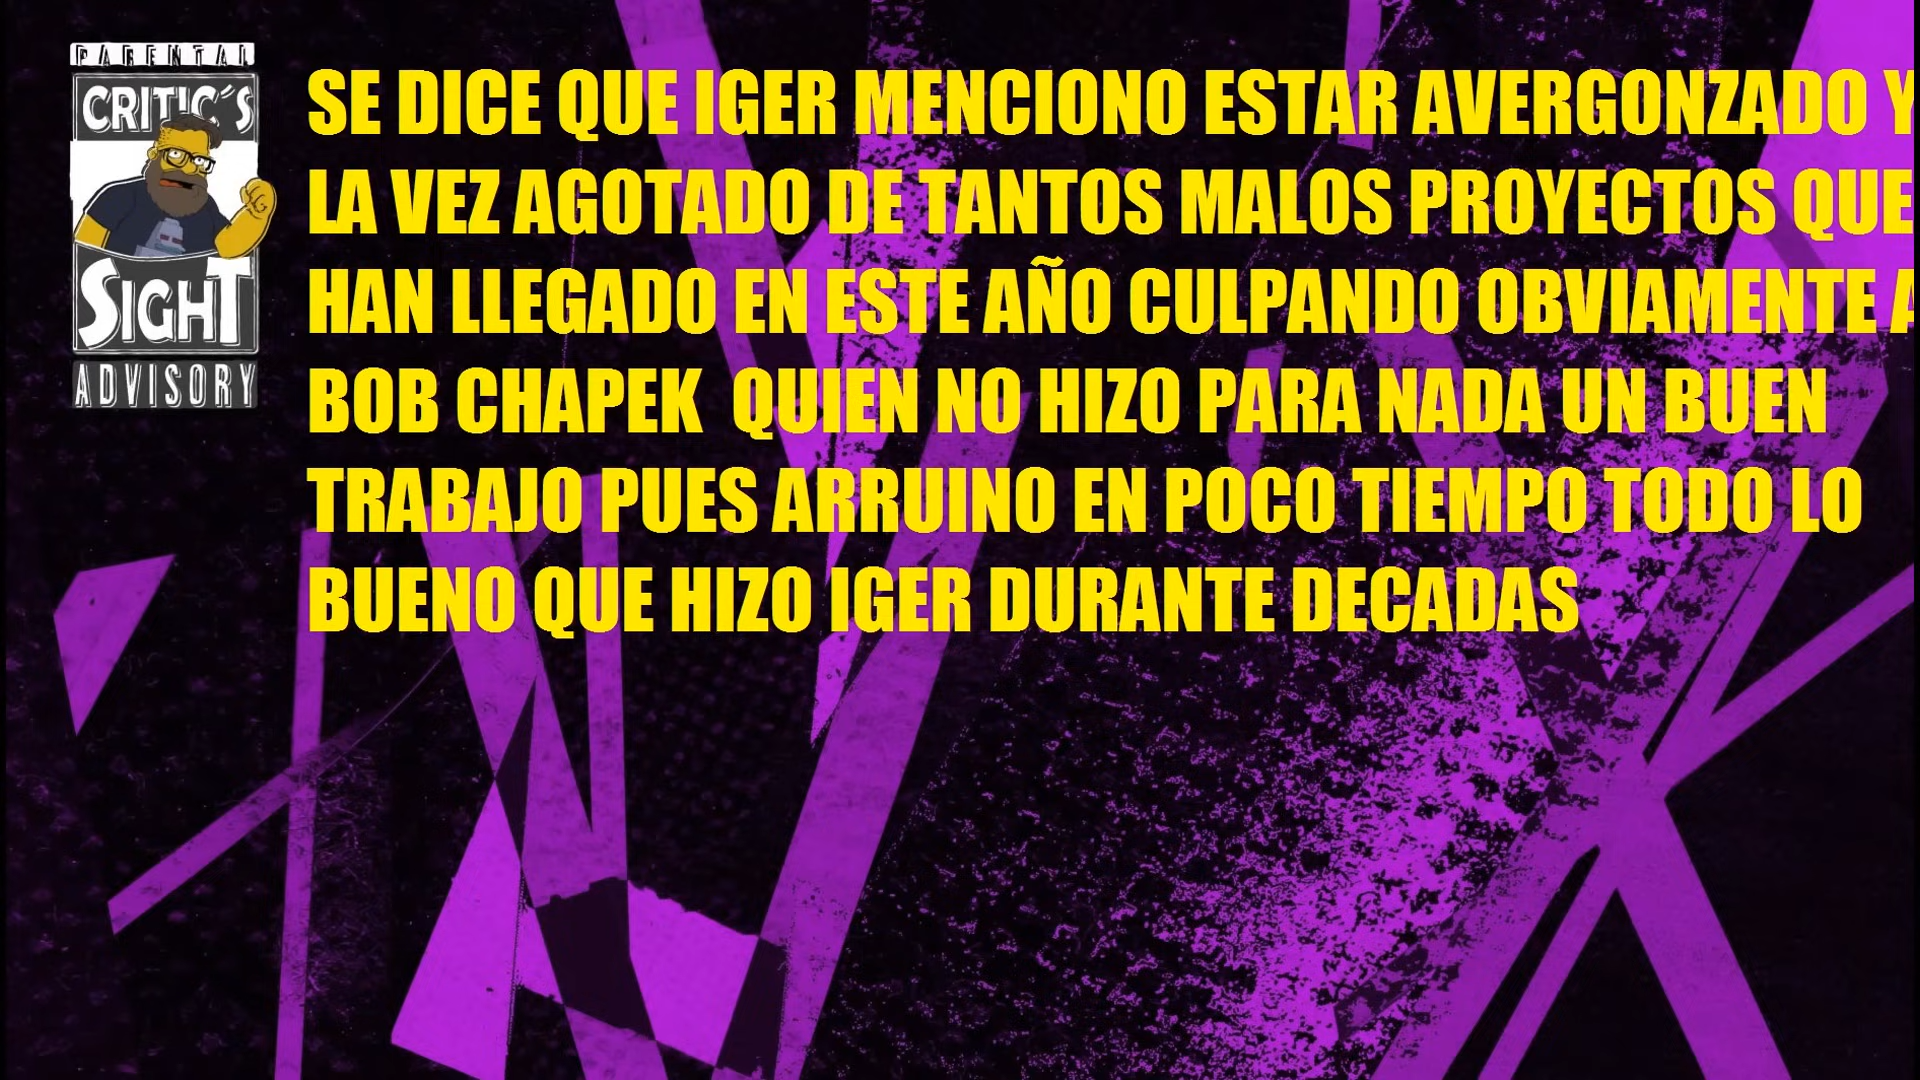 PARENTAL
CRITIC´S
SIGHT
ADVISORY
SE DICE QUE IGER MENCIONO ESTAR AVERGONZADO Y
LA VEZ AGOTADO DE TANTOS MALOS PROYECTOS QUE
HAN LLEGADO EN ESTE AÑO CULPANDO OBVIAMENTE A
BOB CHAPEK QUIEN NO HIZO PARA NADA UN BUEN
TRABAJO PUES ARRUINO EN POCO TIEMPO TODO LO
BUENO QUE HIZO IGER DURANTE DECADAS